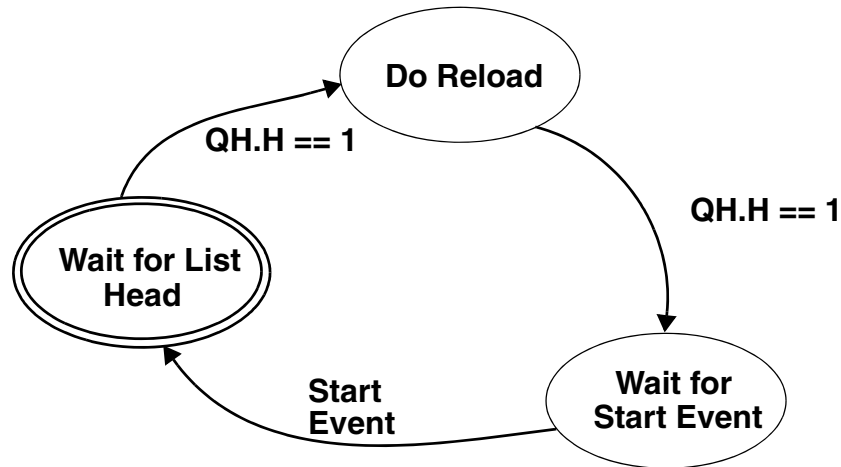 Do Reload
QH.H == 1
QH.H == 1
Wait for List
Head
Wait for
Start Event
Start
Event